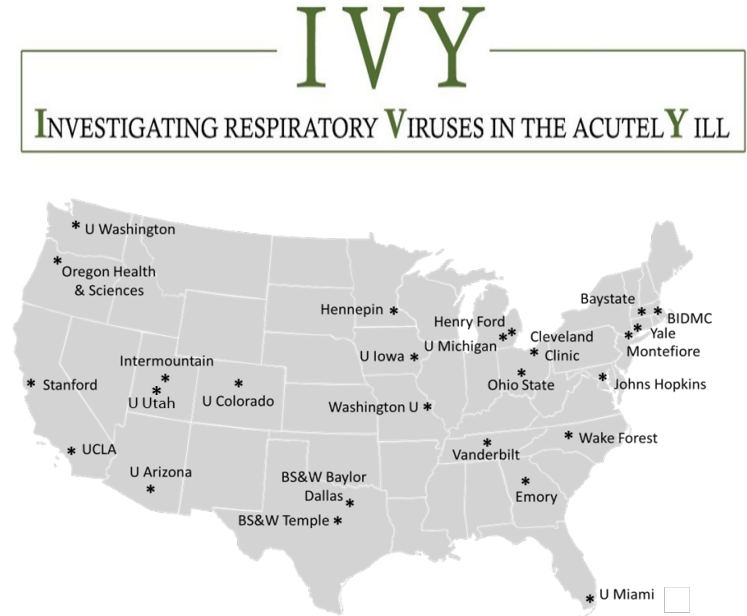 IVY
INVESTIGATING RESPIRATORY VIRUSES IN THE ACUTELY ILL
* U Washington
* Oregon Health
& Sciences
Hennepin *
Baystate *
* BIDMC
Henry Ford *
* Yale
U Michigan *
Cleveland
* Clinic
* Montefiore
U Iowa *
Intermountain
*
* Stanford
*
U Utah
*
U Colorado
*
Ohio State
* Johns Hopkins
Washington U *
* UCLA
*
Vanderbilt
* Wake Forest
U Arizona
*
BS&W Baylor
Dallas *
*
Emory
BS&W Temple *
* U Miami